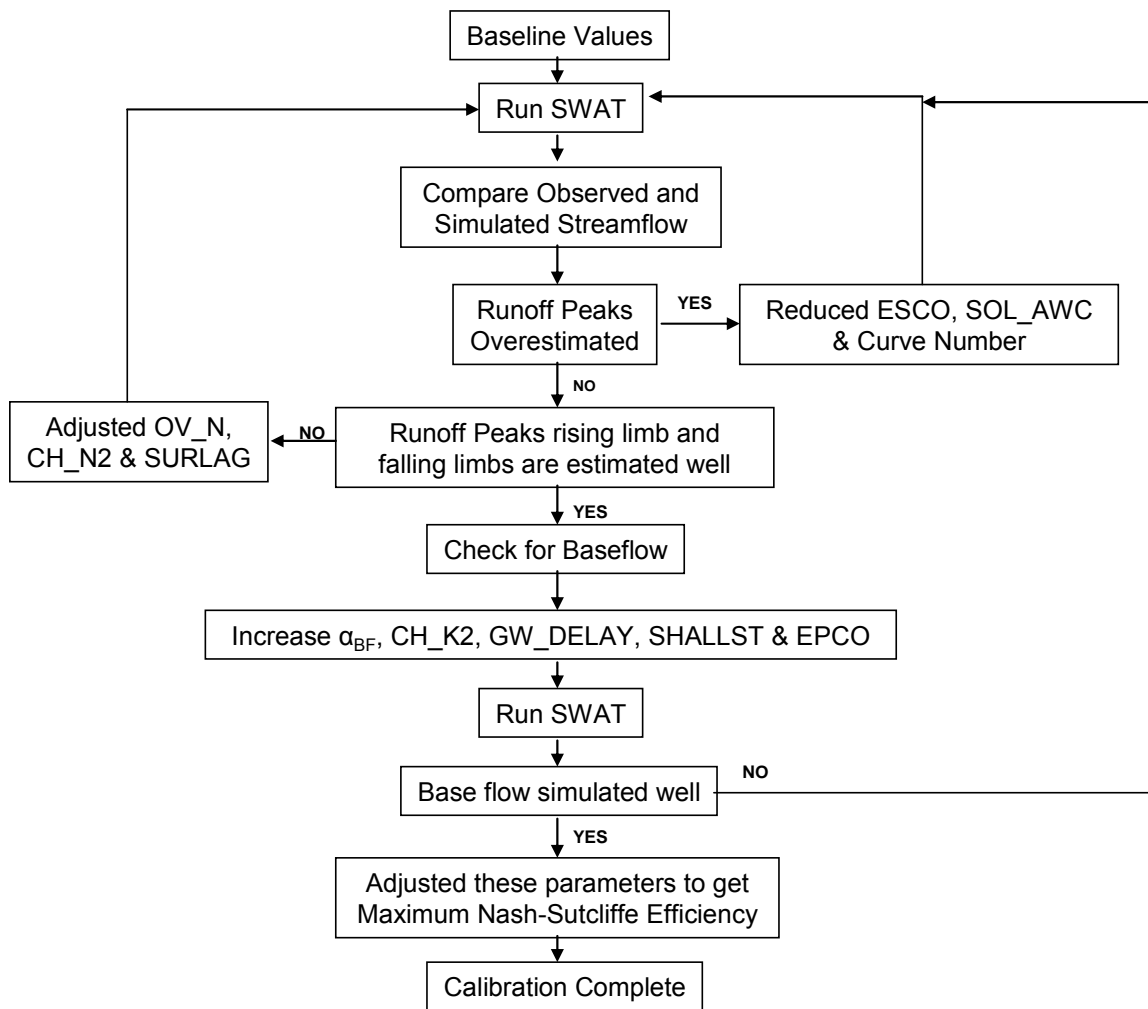 Baseline Values
Run SWAT
Compare Observed and
Simulated Streamflow
Runoff Peaks
Overestimated
YES
Reduced ESCO, SOL_AWC
& Curve Number
NO
Adjusted OV_N,
CH_N2 & SURLAG
NO
Runoff Peaks rising limb and
falling limbs are estimated well
YES
Check for Baseflow
Increase α_BF, CH_K2, GW_DELAY, SHALLST & EPCO
Run SWAT
Base flow simulated well
NO
YES
Adjusted these parameters to get
Maximum Nash-Sutcliffe Efficiency
Calibration Complete